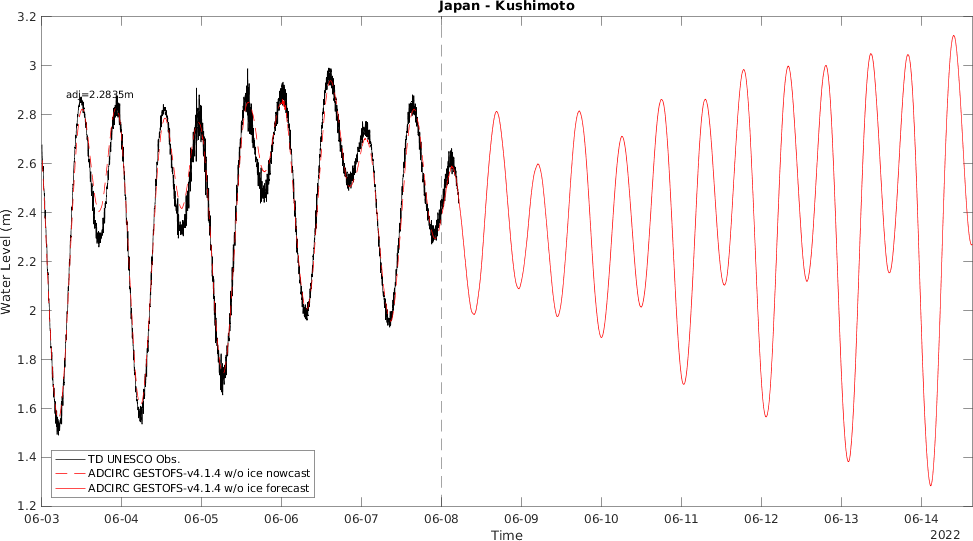 Japan - Kushimoto
3.2
3
2.8
2.6
2.4
2.2
2
1.8
1.6
1.4
1.2
Water Level (m)
adj=2.2835m
TD UNESCO Obs.
ADCIRC GESTOFS-v4.1.4 w/o ice nowcast
ADCIRC GESTOFS-v4.1.4 w/o ice forecast
06-03 06-04 06-05 06-06 06-07 06-08 06-09 06-10 06-11 06-12 06-13 06-14
Time
2022